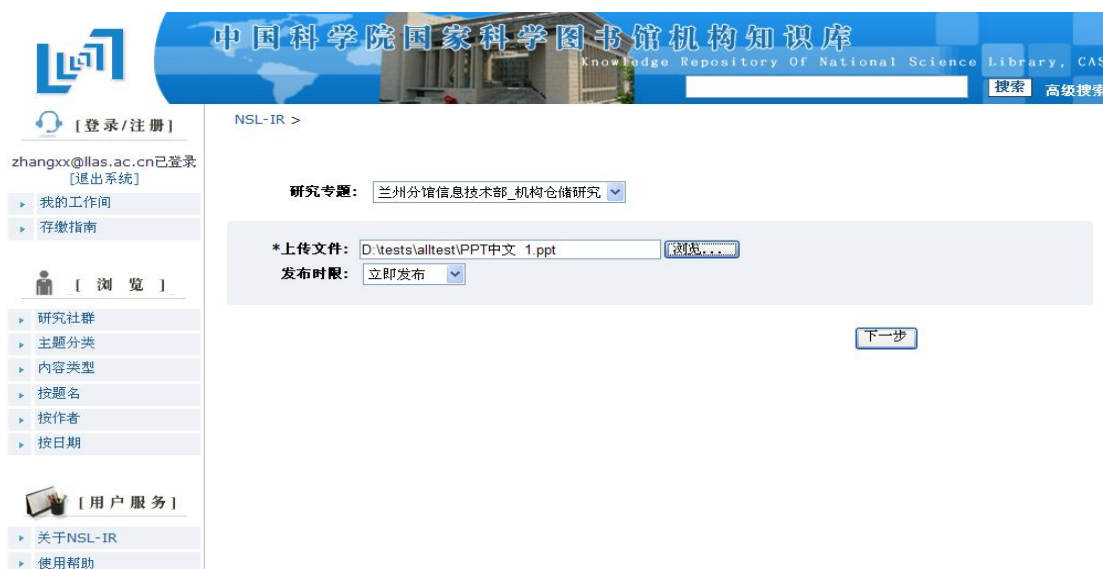 中国科学院国家科学图书馆机构知识库
Knowledge Repository Of National Science Library, CAS
搜索 高级搜索
[登录/注册]
NSL-IR >
zhangxx@llas.ac.cn已登录
[退出系统]
我的工作间
存缴指南
研究专题: 兰州分馆信息技术部_机构仓储研究
*上传文件: D:\tests\alltest\PPT中文 1.ppt 浏览...
发布时限: 立即发布
[浏 览]
研究社群
主题分类
内容类型
按题名
按作者
按日期
下一步
[用户服务]
关于NSL-IR
使用帮助